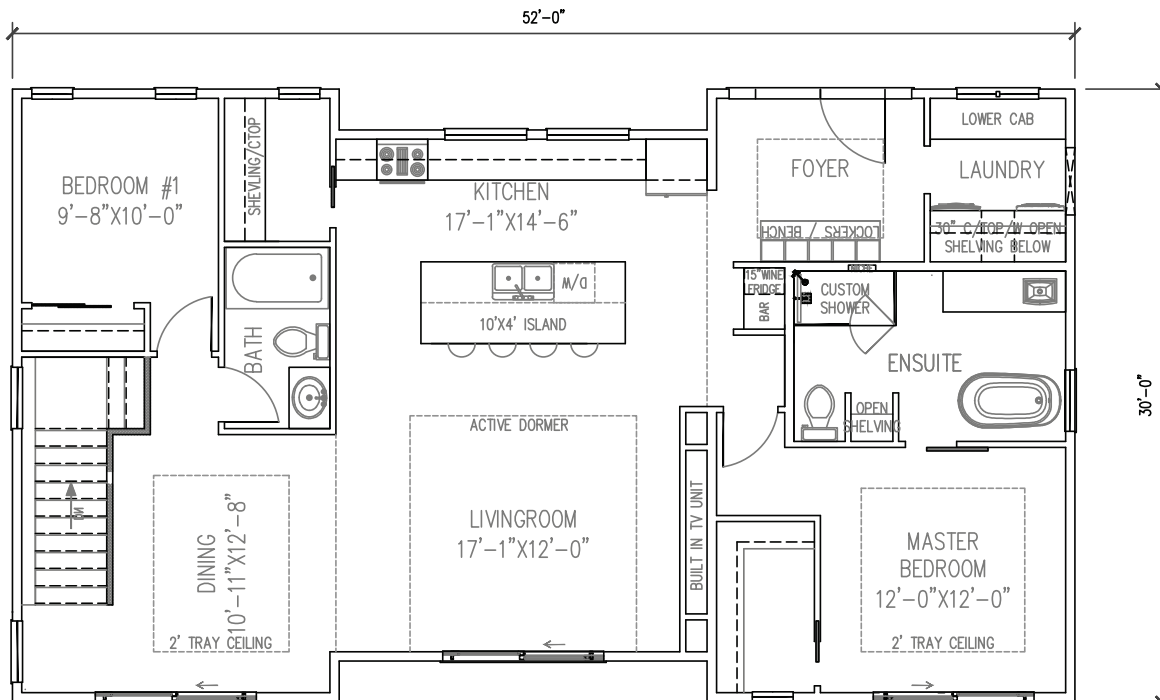 52'-0"
LOWER CAB
SHEVLING/CTOP
FOYER
LAUNDRY
BEDROOM #1
9'-8"X10'-0"
KITCHEN
17'-1"X14'-6"
LOCKERS / BENCH
30" C/TOP/W OPEN
SHELVING BELOW
D/W
10'X4' ISLAND
15"WINE
FRIDGE
BAR
CUSTOM
SHOWER
BATH
ENSUITE
30'-0"
OPEN
SHELVING
ACTIVE DORMER
DN
DINING
10'-11"X12'-8"
2' TRAY CEILING
LIVINGROOM
17'-1"X12'-0"
BUILT IN TV UNIT
MASTER
BEDROOM
12'-0"X12'-0"
2' TRAY CEILING